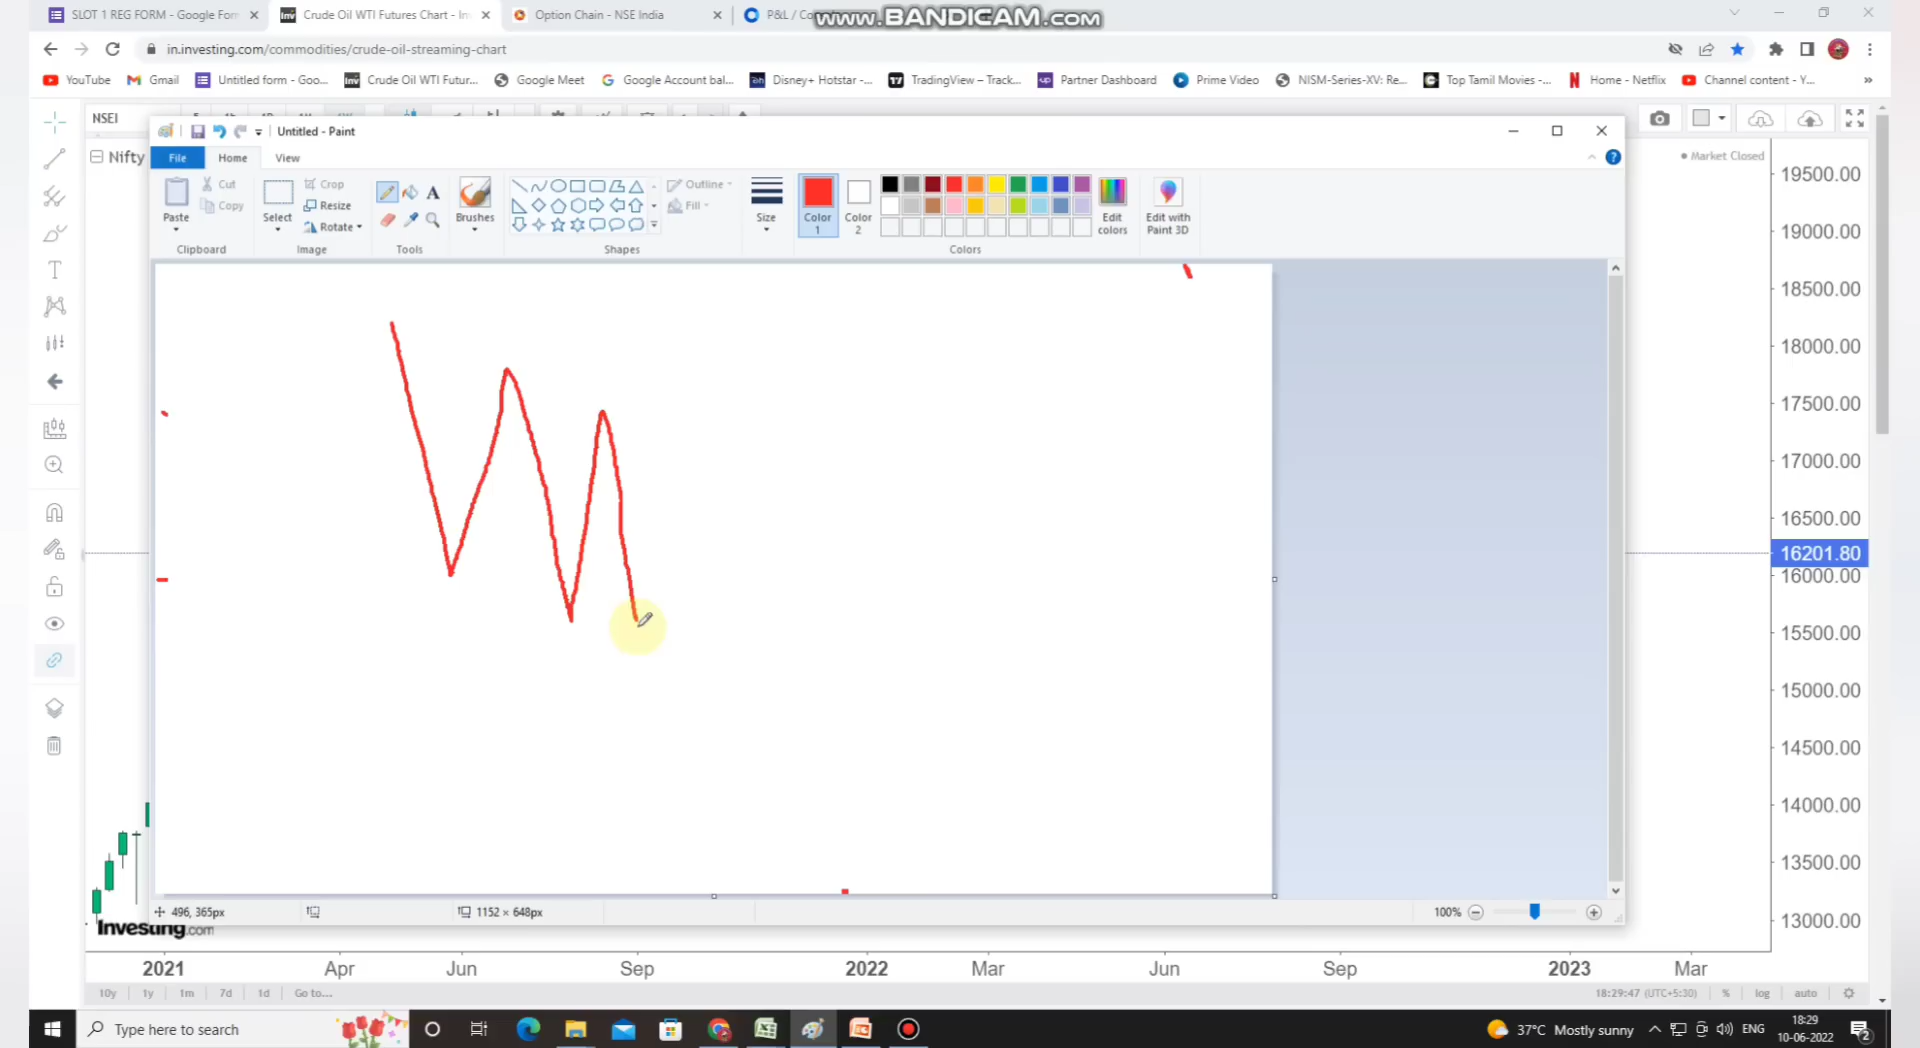 SLOT 1 REG FORM - Google Forr
Crude Oil WTI Futures Chart - In
Option Chain - NSE India
P&L / Co
www.BANDICAM.com
in.investing.com/commodities/crude-oil-streaming-chart
YouTube
Gmail
Untitled form - Goo...
Crude Oil WTI Futur...
Google Meet
Google Account bal...
Disney+ Hotstar -...
TradingView – Track...
Partner Dashboard
Prime Video
NISM-Series-XV: Re...
Top Tamil Movies -...
Home - Netflix
Channel content - Y...
NSEI
Untitled - Paint
Nifty
Market Closed
File
Home
View
Paste
Cut
Copy
Clipboard
Select
Crop
Resize
Rotate
Image
Tools
Brushes
Shapes
Outline
Fill
Size
Color
1
Color
2
Edit
colors
Edit with
Paint 3D
Colors
19500.00
19000.00
18500.00
18000.00
17500.00
17000.00
16500.00
16201.80
16000.00
15500.00
15000.00
14500.00
14000.00
13500.00
13000.00
496, 365px
1152 × 648px
100%
Investing.com
2021
Apr
Jun
Sep
2022
Mar
Jun
Sep
2023
Mar
10y
1y
1m
7d
1d
Go to...
18:29:47 (UTC+5:30)
%
log
auto
Type here to search
37°C Mostly sunny
ENG
18:29
10-06-2022
2